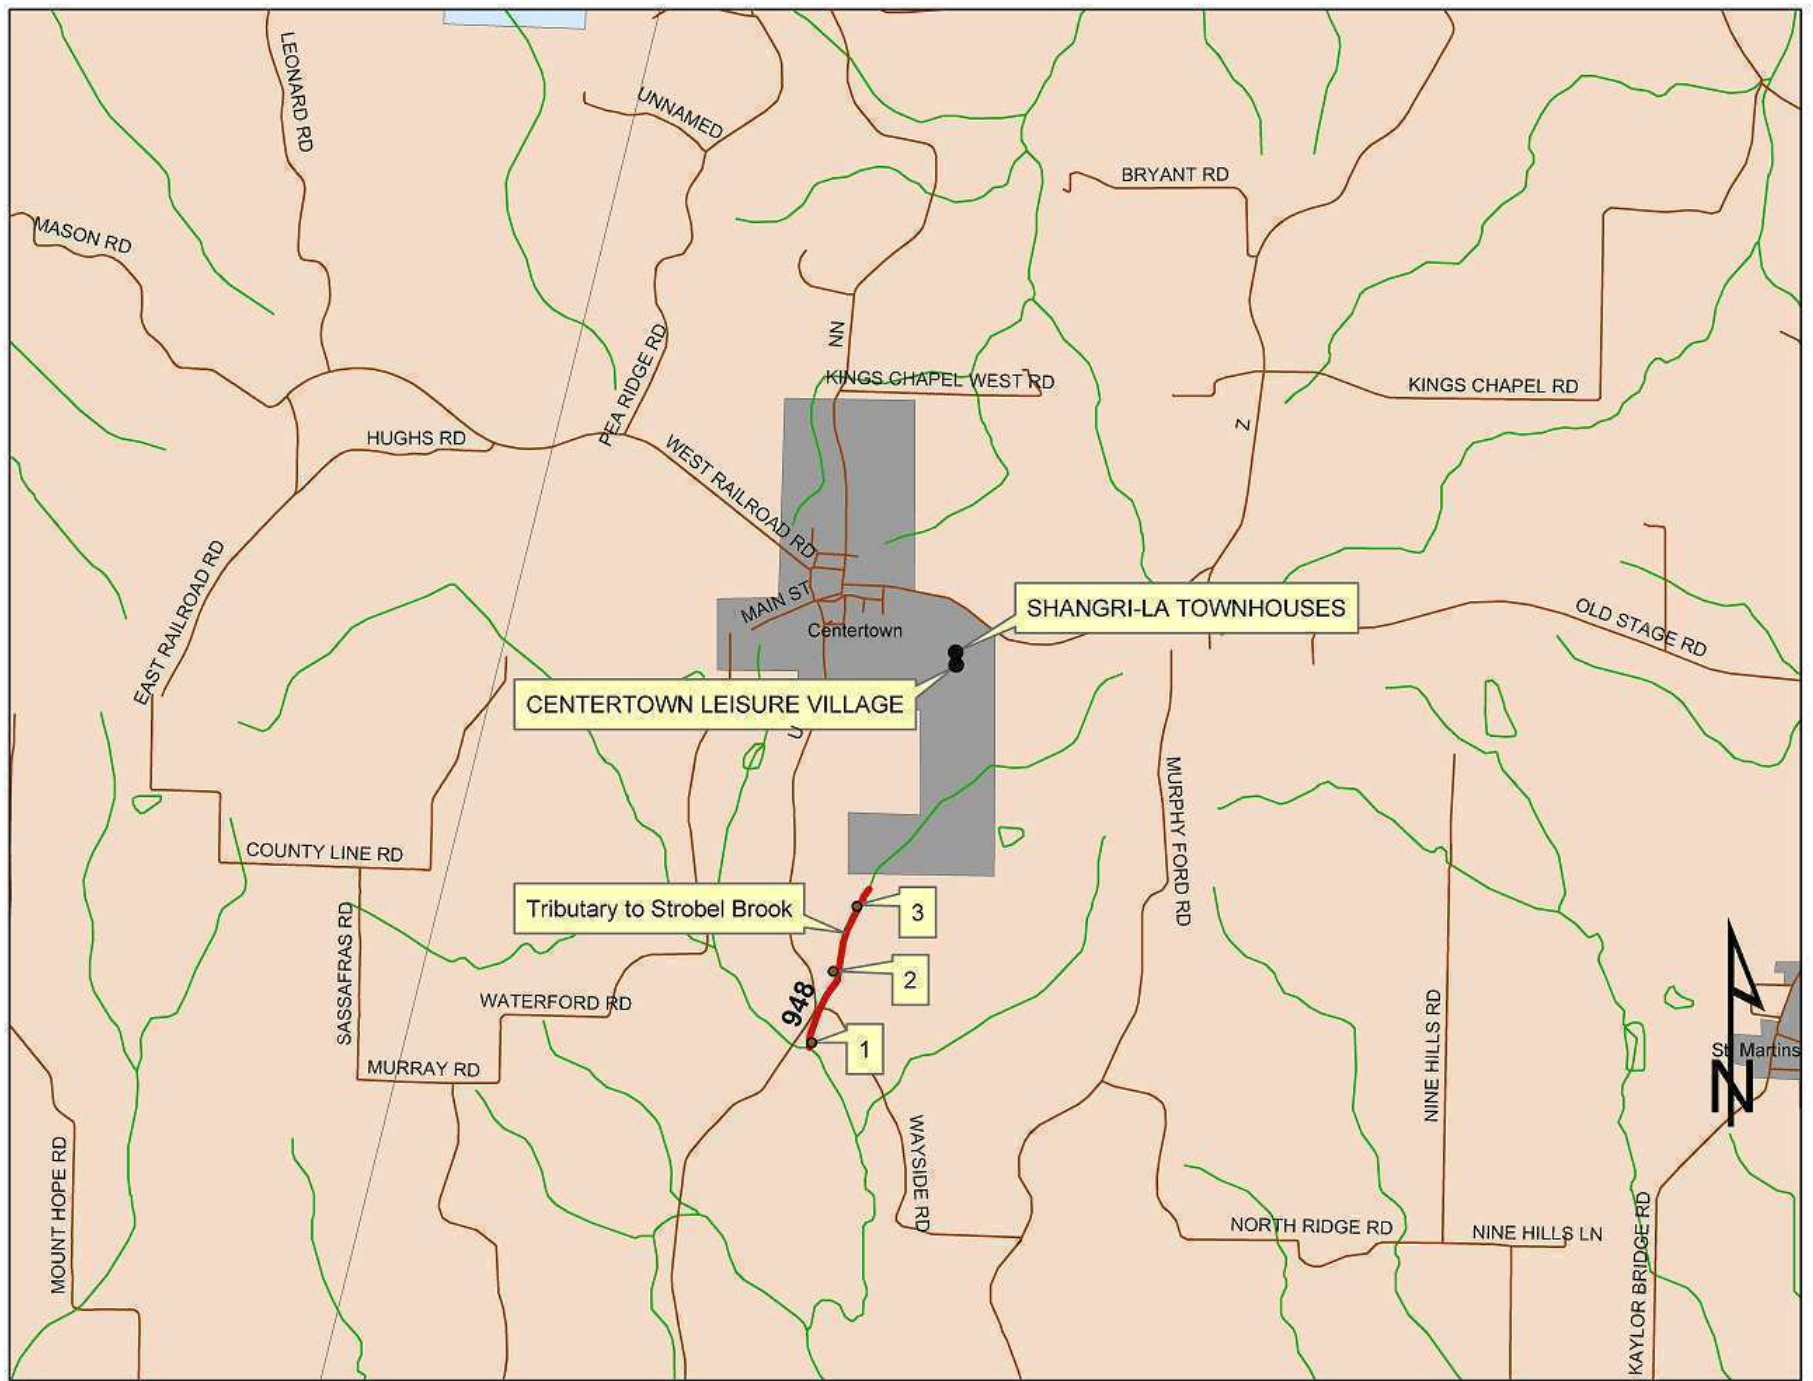 LEONARD RD
UNNAMED
BRYANT RD
MASON RD
NN
PEA RIDGE RD
KINGS CHAPEL WEST RD
KINGS CHAPEL RD
Z
HUGHS RD
WEST RAILROAD RD
EAST RAILROAD RD
MAIN ST
SHANGRI-LA TOWNHOUSES
Centertown
OLD STAGE RD
CENTERTOWN LEISURE VILLAGE
U
MURPHY FORD RD
COUNTY LINE RD
Tributary to Strobel Brook
3
SASSAFRAS RD
2
948
WATERFORD RD
1
MURRAY RD
NINE HILLS RD
St. Martins
N
MOUNT HOPE RD
WAYSIDE RD
NORTH RIDGE RD
NINE HILLS LN
KAYLOR BRIDGE RD